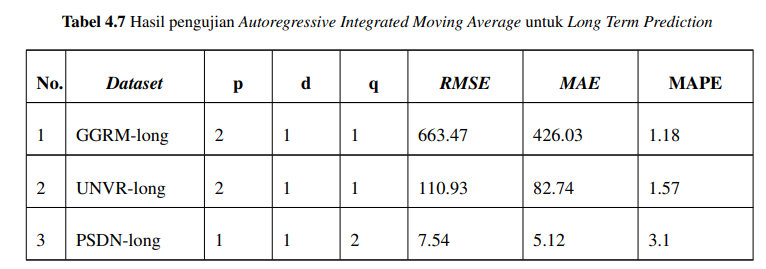 Tabel 4.7 Hasil pengujian Autoregressive Integrated Moving Average untuk Long Term Prediction
No. Dataset p d q RMSE MAE MAPE
1 GGRM-long 2 1 1 663.47 426.03 1.18
2 UNVR-long 2 1 1 110.93 82.74 1.57
3 PSDN-long 1 1 2 7.54 5.12 3.1